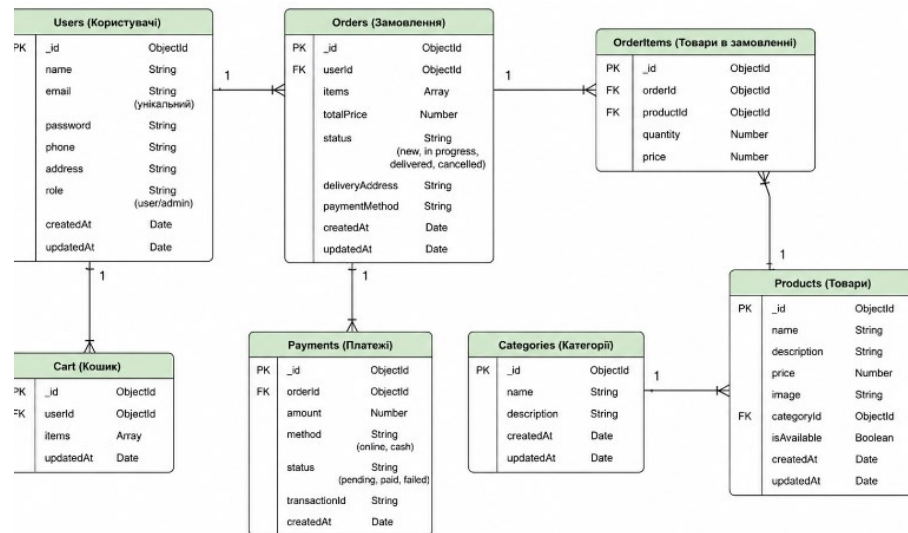 Users (Користувачі)
PK _id ObjectId
name String
email String
(унікальний)
password String
phone String
address String
role String
(user/admin)
createdAt Date
updatedAt Date
1
1
Orders (Замовлення)
PK _id ObjectId
FK userId ObjectId
items Array
totalPrice Number
status String
(new, in progress,
delivered, cancelled)
deliveryAddress String
paymentMethod String
createdAt Date
updatedAt Date
1
1
OrderItems (Товари в замовленні)
PK _id ObjectId
FK orderId ObjectId
FK productId ObjectId
quantity Number
price Number
1
Cart (Кошик)
PK _id ObjectId
FK userId ObjectId
items Array
updatedAt Date
Payments (Платежі)
PK _id ObjectId
FK orderId ObjectId
amount Number
method String
(online, cash)
status String
(pending, paid, failed)
transactionId String
createdAt Date
Categories (Категорії)
PK _id ObjectId
name String
description String
createdAt Date
updatedAt Date
1
Products (Товари)
PK _id ObjectId
name String
description String
price Number
image String
FK categoryId ObjectId
isAvailable Boolean
createdAt Date
updatedAt Date